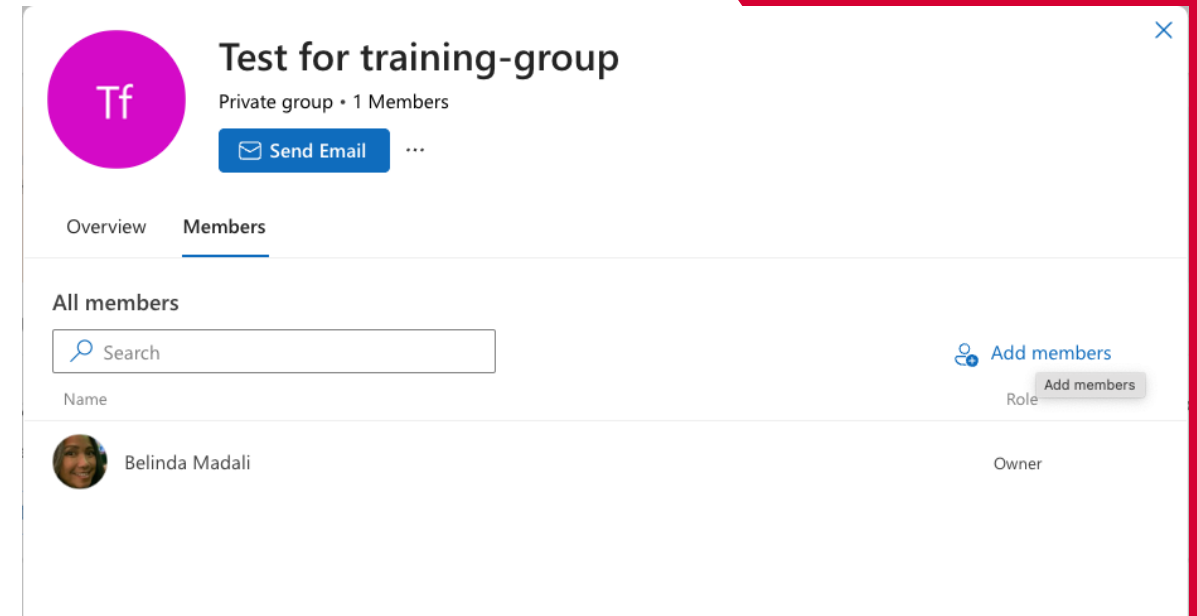 Tf
Test for training-group
Private group • 1 Members
Send Email
Overview Members
All members
Search
Add members
Add members
Name Role
Belinda Madali Owner